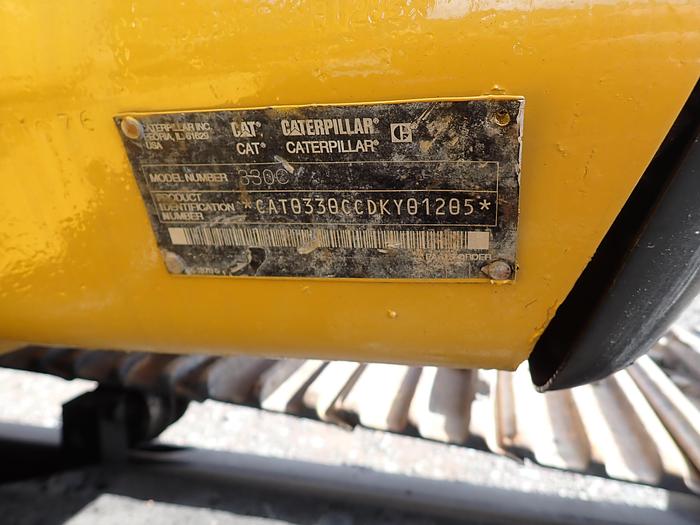 CATERPILLAR INC.
PEORIA, IL 61629
USA
CAT® CATERPILLAR®
CAT® CATERPILLAR®
MODEL NUMBER 330C
PRODUCT
IDENTIFICATION
NUMBER
*CAT0330CCDKY01205*